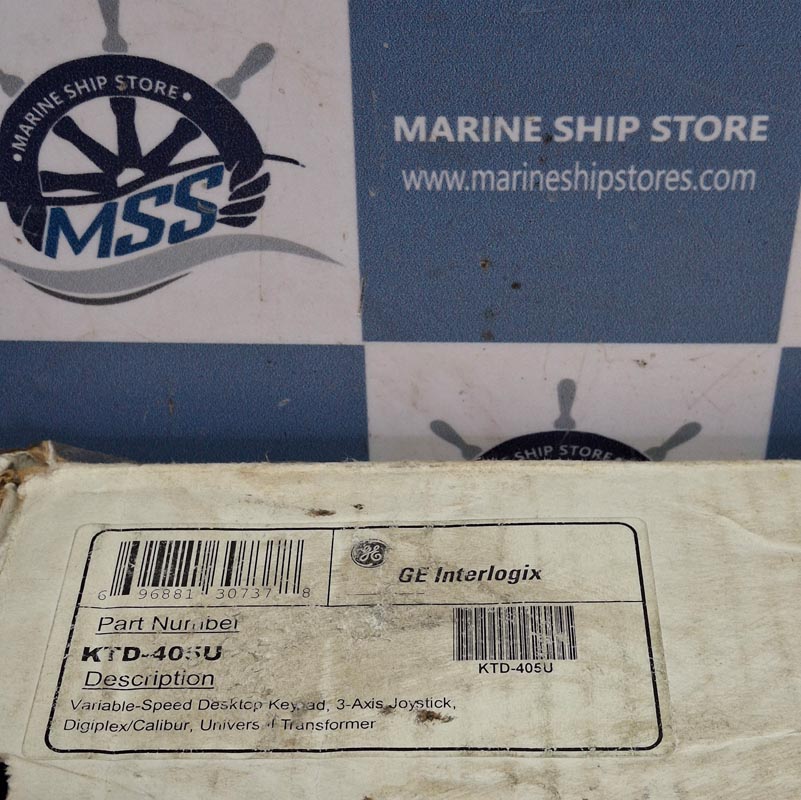 •MARINE SHIP STORE•
MSS
MARINE SHIP STORE
www.marineshipstores.com
SHIP STORE
6 96881 30737 8
GE
GE Interlogix
Part Number
KTD-405U
KTD-405U
Description
Variable-Speed Desktop Keypad, 3-Axis Joystick,
Digiplex/Calibur, Universal Transformer